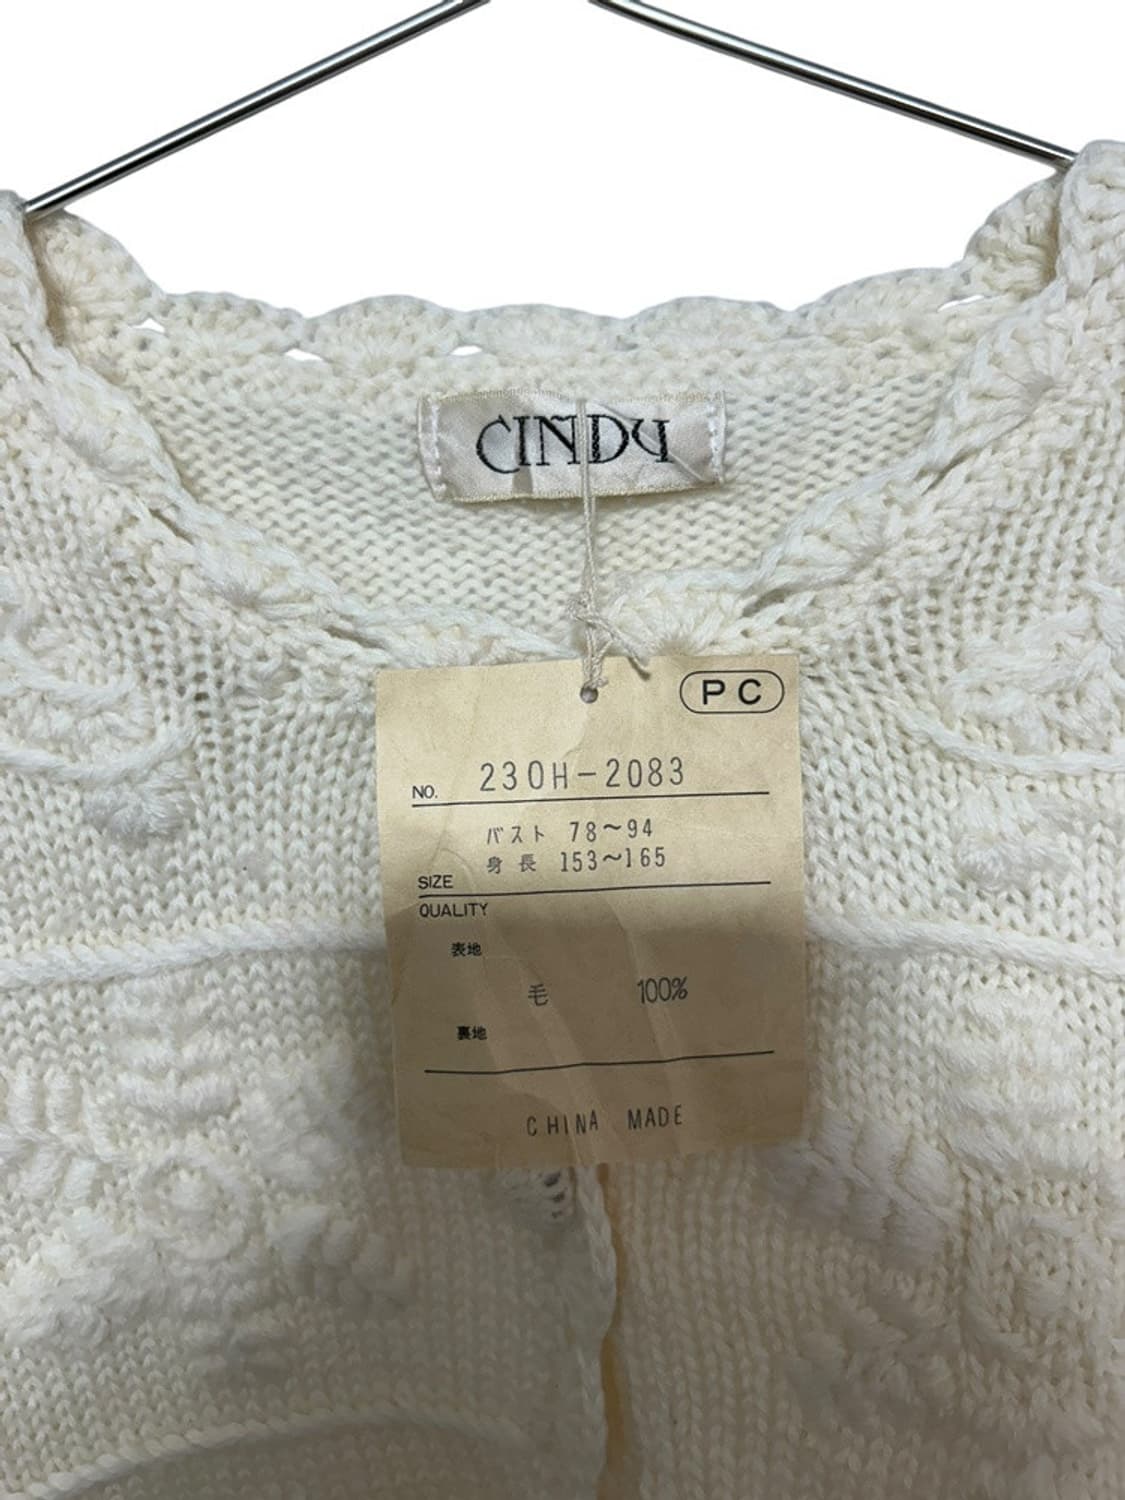 CINDY
PC
NO. 230H-2083
バスト 78〜94
身長 153〜165
SIZE
QUALITY
表地
毛 100%
裏地
CHINA MADE